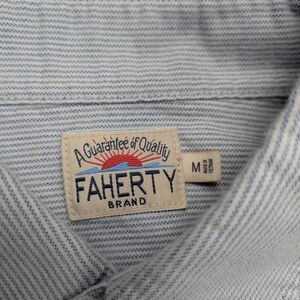 A Guarantee of Quality
FAHERTY
BRAND
M